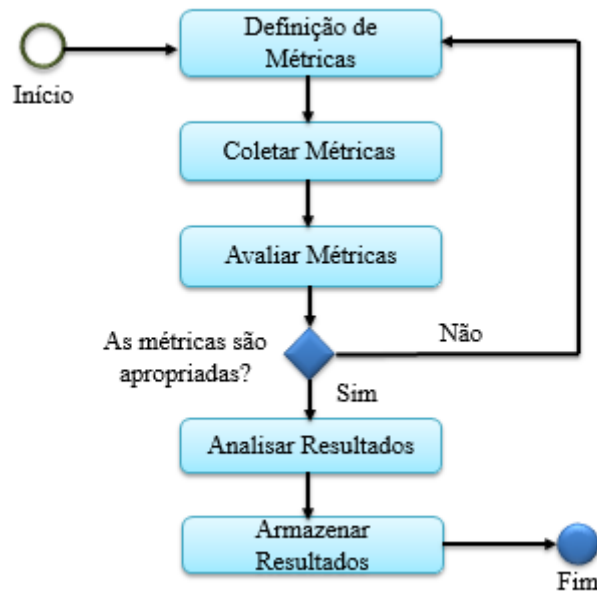 Definição de
Métricas
Início
Coletar Métricas
Avaliar Métricas
As métricas são
apropriadas?
Não
Sim
Analisar Resultados
Armazenar
Resultados
Fim